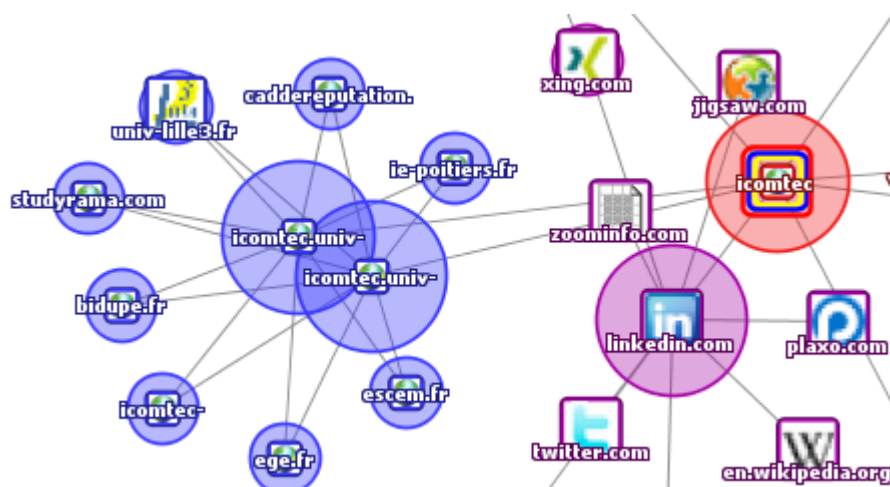 xing.com
caddereputation.
jigsaw.com
univ-lille3.fr
ie-poitiers.fr
icomtec
studyrama.com
icomtec.univ-
zoominfo.com
icomtec.univ-
bidupe.fr
in
linkedin.com
plaxo.com
escem.fr
icomtec-
twitter.com
ege.fr
W
en.wikipedia.org